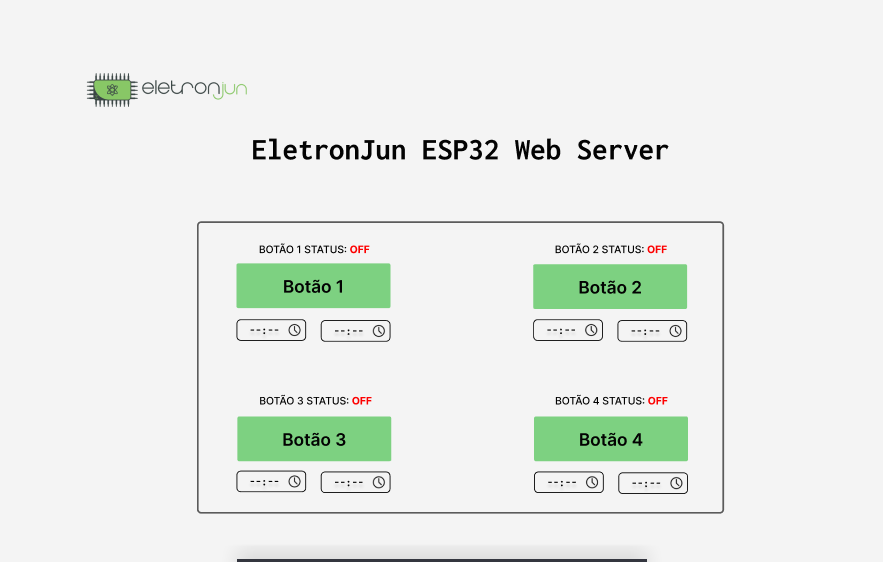 eletronjun
EletronJun ESP32 Web Server
BOTÃO 1 STATUS: OFF
Botão 1
--:-- --:--
BOTÃO 2 STATUS: OFF
Botão 2
--:-- --:--
BOTÃO 3 STATUS: OFF
Botão 3
--:-- --:--
BOTÃO 4 STATUS: OFF
Botão 4
--:-- --:--